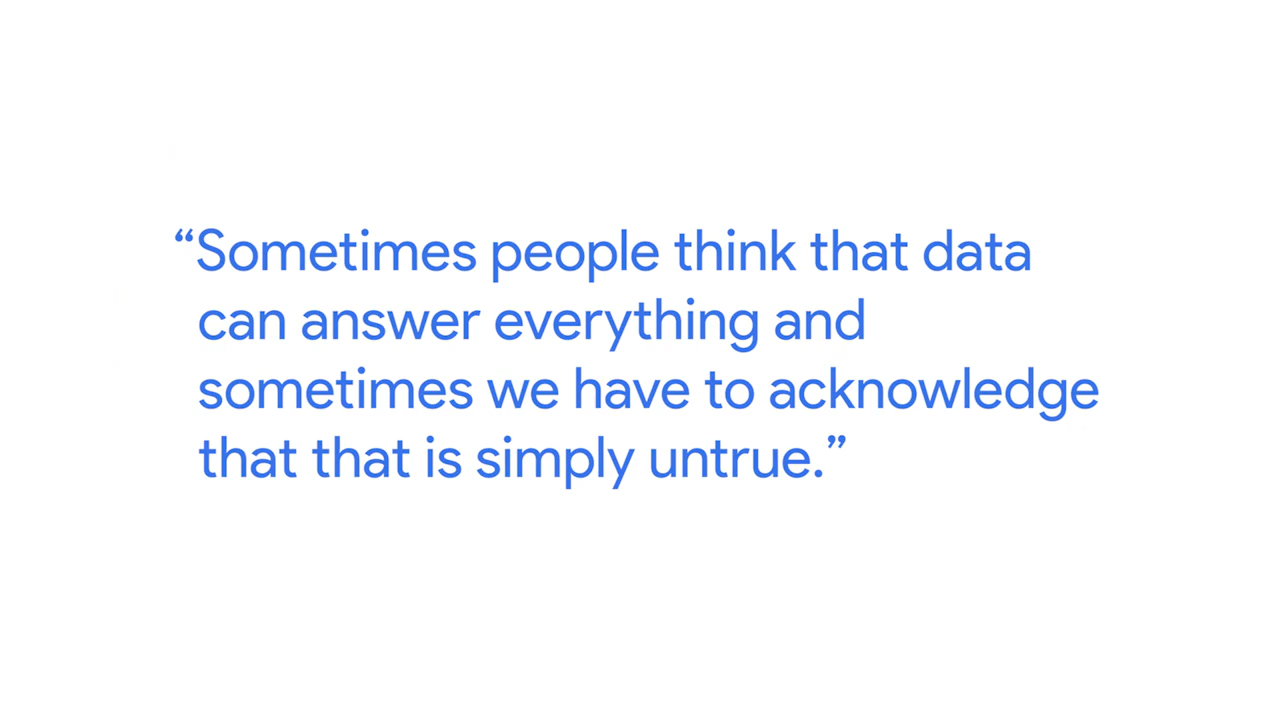 “Sometimes people think that data
can answer everything and
sometimes we have to acknowledge
that that is simply untrue.”